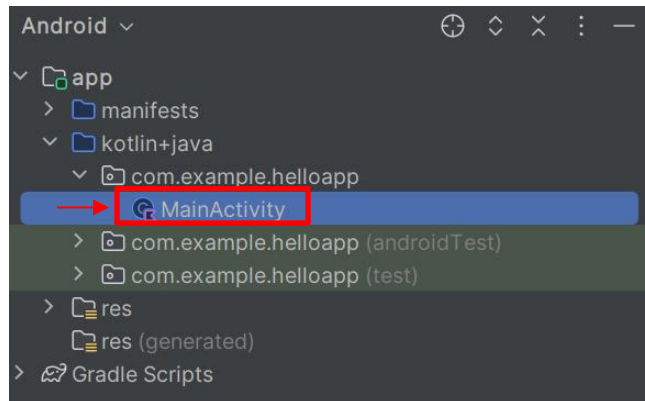 Android
app
manifests
kotlin+java
com.example.helloapp
MainActivity
com.example.helloapp (androidTest)
com.example.helloapp (test)
res
res (generated)
Gradle Scripts